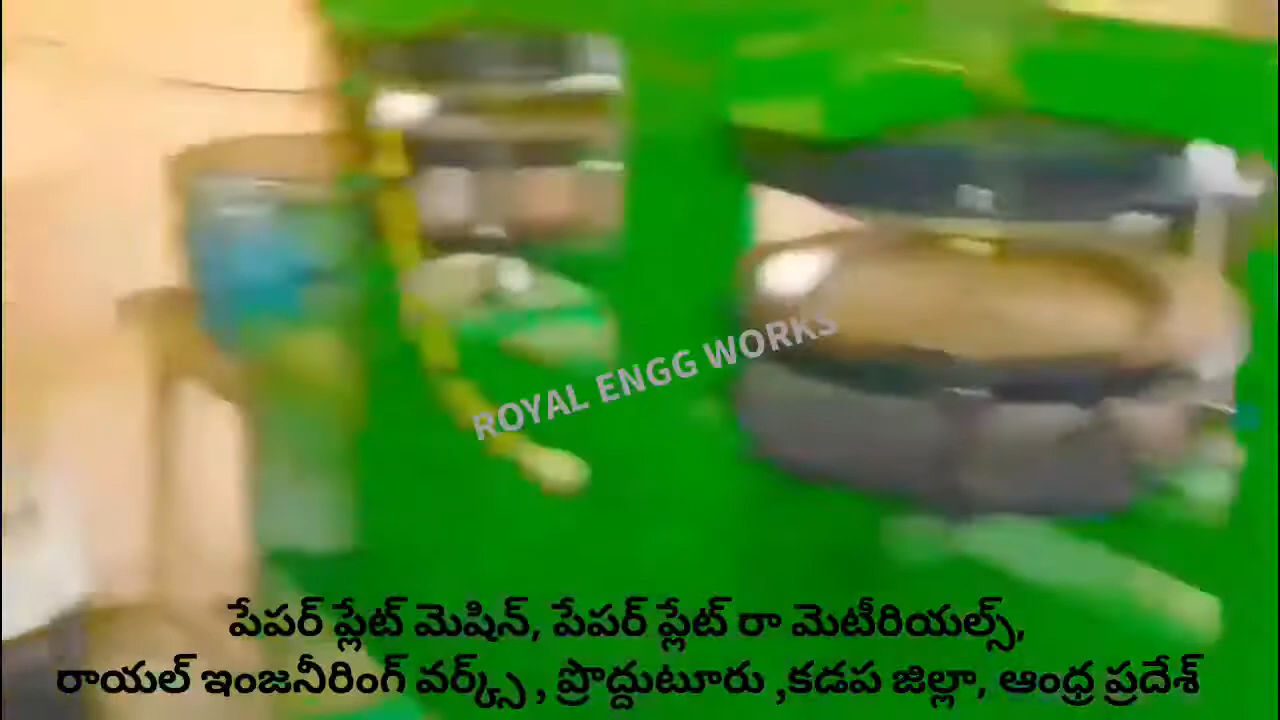 ROYAL ENGG WORKS
పేపర్ ప్లేట్ మెషిన్, పేపర్ ప్లేట్ రా మెటీరియల్స్,
రాయల్ ఇంజనీరింగ్ వర్క్స్ , ప్రొద్దుటూరు ,కడప జిల్లా, ఆంధ్ర ప్రదేశ్